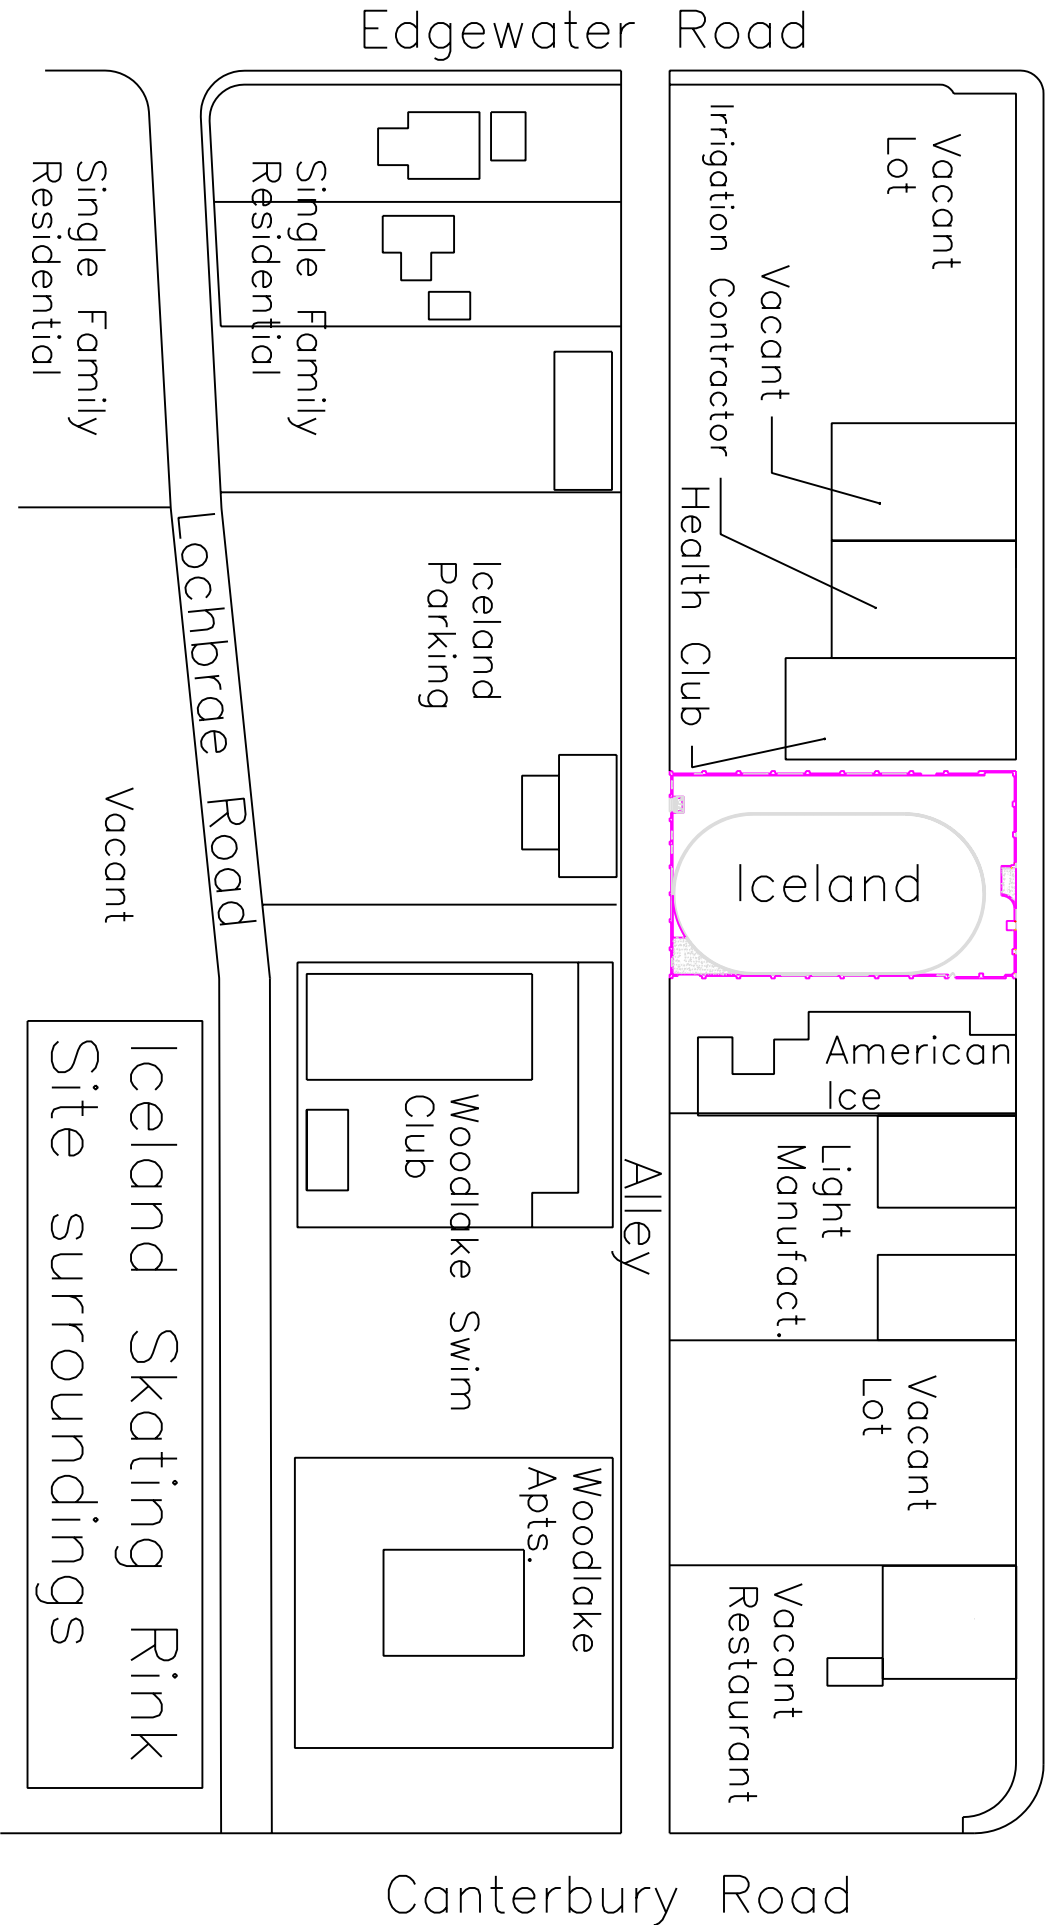 Edgewater Road
Vacant
Lot
Irrigation Contractor
Vacant
Health Club
Single Family
Residential
Single Family
Residential
Lochbrae Road
Iceland
Parking
Vacant
Iceland
American
Ice
Light
Manufact.
Alley
Woodlake Swim
Club
Vacant
Lot
Woodlake
Apts.
Vacant
Restaurant
Iceland Skating Rink
Site surroundings
Canterbury Road